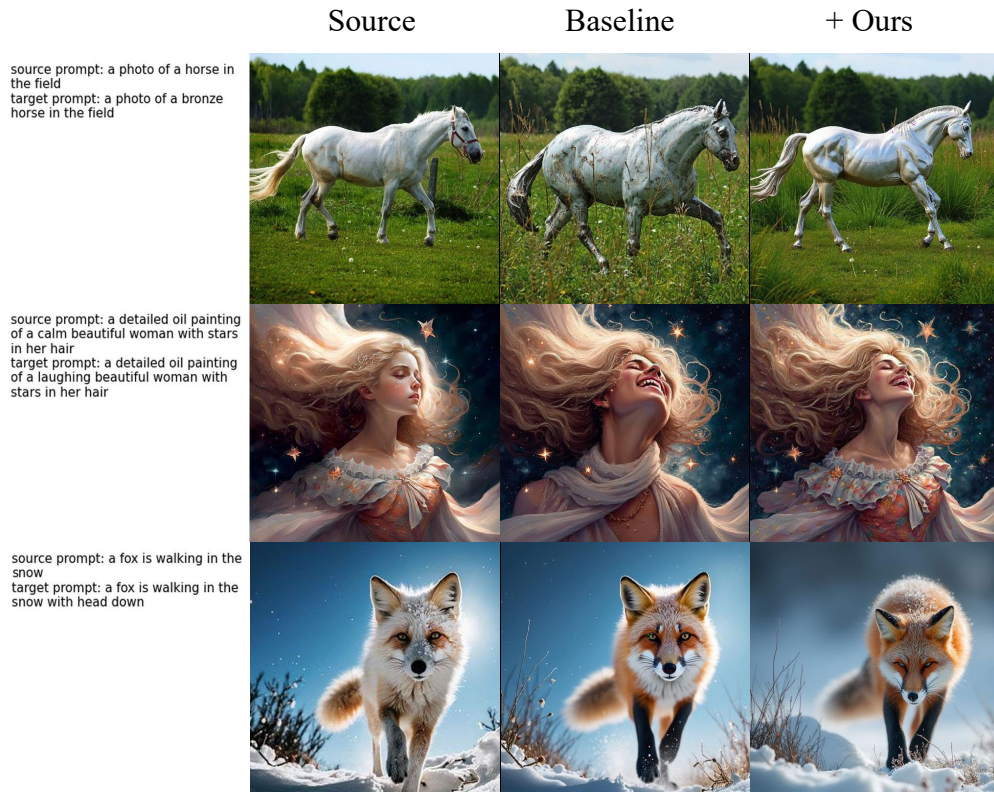 Source Baseline + Ours
source prompt: a photo of a horse in
the field
target prompt: a photo of a bronze
horse in the field
source prompt: a detailed oil painting
of a calm beautiful woman with stars
in her hair
target prompt: a detailed oil painting
of a laughing beautiful woman with
stars in her hair
source prompt: a fox is walking in the
snow
target prompt: a fox is walking in the
snow with head down